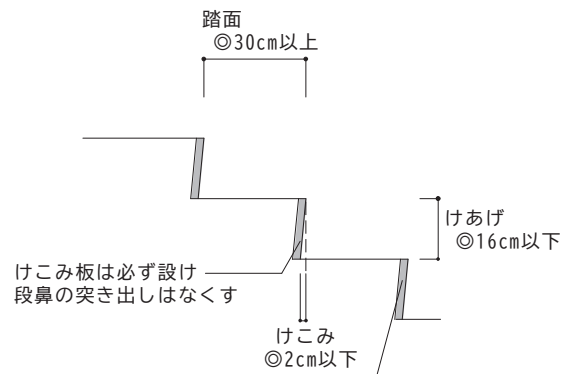 踏面
◎30cm以上
けあげ
◎16cm以下
けこみ板は必ず設け
段鼻の突き出しはなくす
けこみ
◎2cm以下